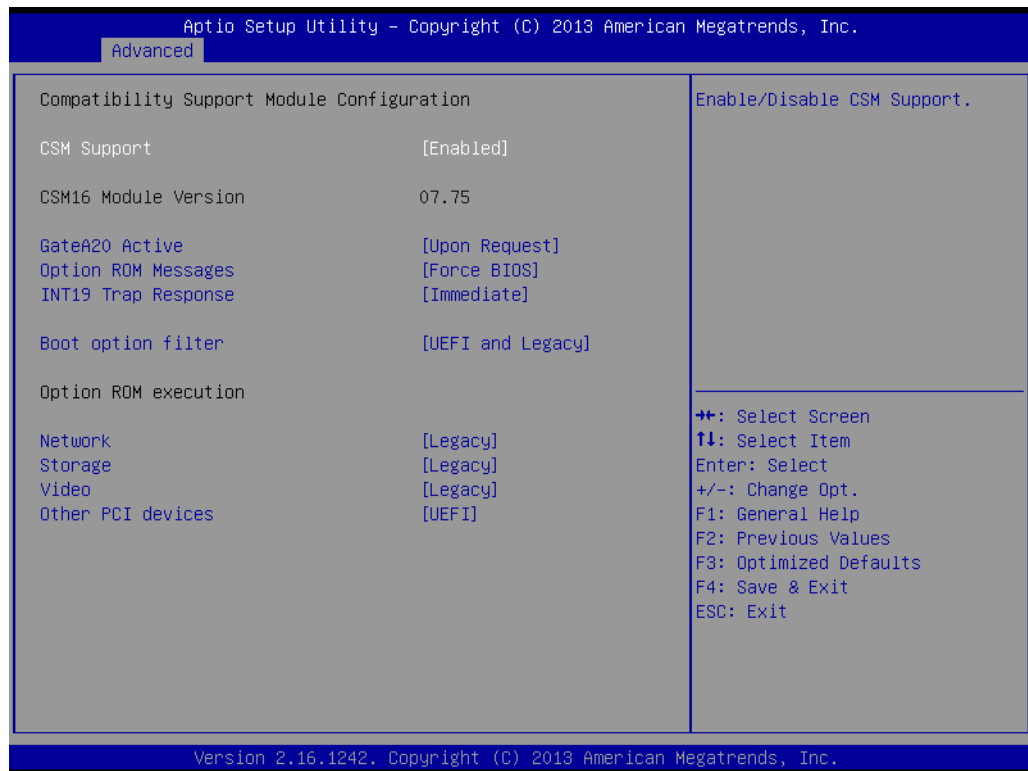 Aptio Setup Utility – Copyright (C) 2013 American Megatrends, Inc.
Advanced
Compatibility Support Module Configuration
CSM Support [Enabled]
CSM16 Module Version 07.75
GateA20 Active [Upon Request]
Option ROM Messages [Force BIOS]
INT19 Trap Response [Immediate]
Boot option filter [UEFI and Legacy]
Option ROM execution
Network [Legacy]
Storage [Legacy]
Video [Legacy]
Other PCI devices [UEFI]
Enable/Disable CSM Support.
→←: Select Screen
↑↓: Select Item
Enter: Select
+/-: Change Opt.
F1: General Help
F2: Previous Values
F3: Optimized Defaults
F4: Save & Exit
ESC: Exit
Version 2.16.1242. Copyright (C) 2013 American Megatrends, Inc.